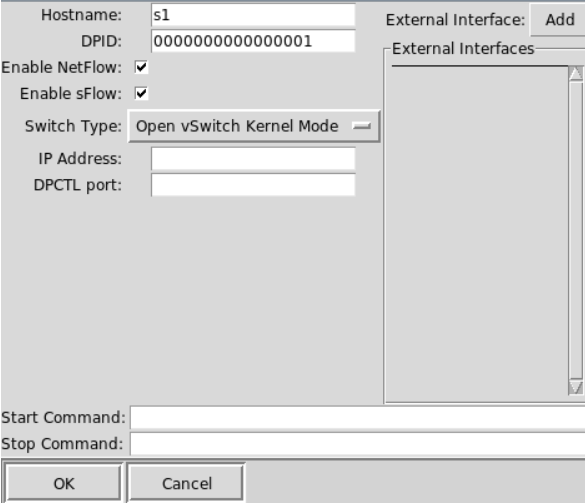 Hostname: s1
DPID: 0000000000000001
Enable NetFlow:
Enable sFlow:
Switch Type: Open vSwitch Kernel Mode
IP Address:
DPCTL port:
External Interface: Add
External Interfaces
Start Command:
Stop Command:
OK Cancel